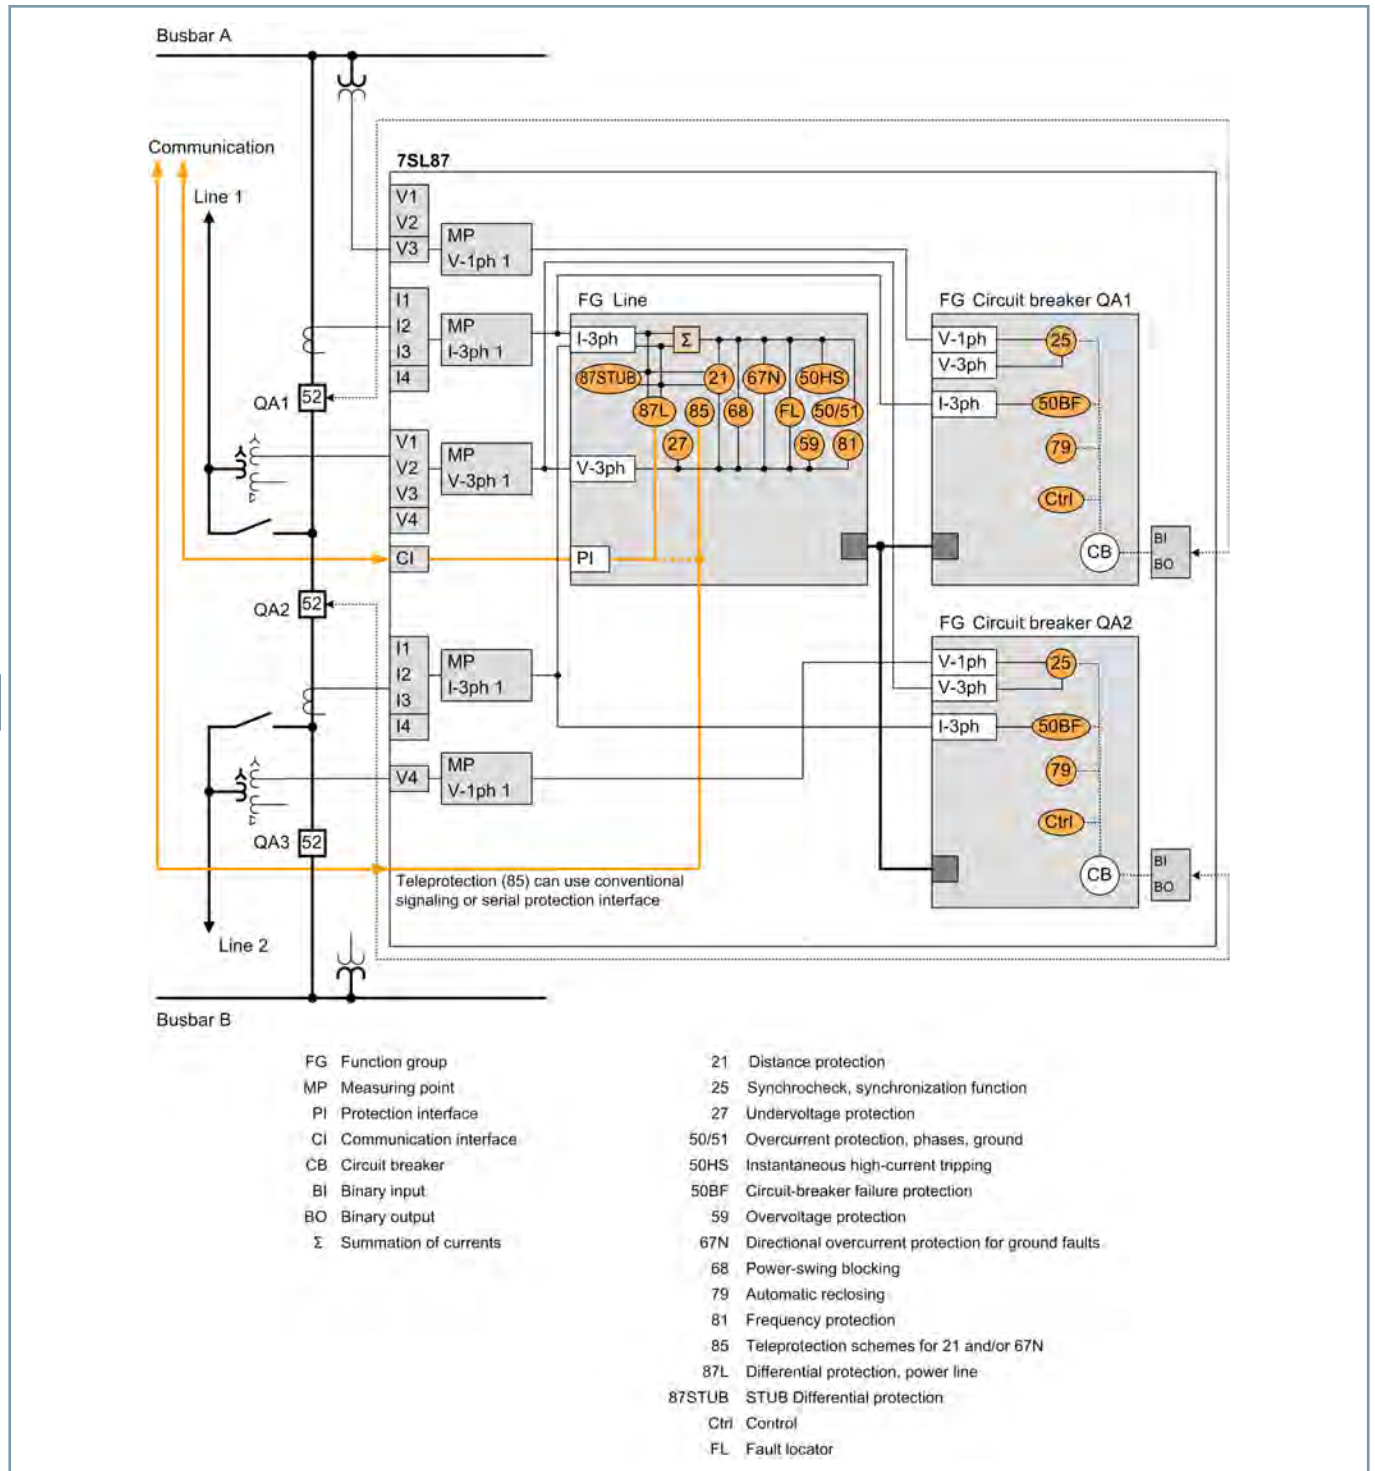 Busbar A
Communication
Line 1
7SL87
V1
V2
V3
MP
V-1ph 1
I1
I2
I3
I4
MP
I-3ph 1
FG Line
I-3ph
Σ
87STUB
21
67N
50HS
87L
85
68
FL
50/51
27
59
81
V-3ph
PI
FG Circuit breaker QA1
V-1ph
25
V-3ph
I-3ph
50BF
79
Ctrl
CB
BI
BO
QA1
52
V1
V2
V3
V4
MP
V-3ph 1
CI
QA2
52
I1
I2
I3
I4
MP
I-3ph 1
FG Circuit breaker QA2
V-1ph
25
V-3ph
I-3ph
50BF
79
Ctrl
CB
BI
BO
V4
MP
V-1ph 1
QA3
52
Teleprotection (85) can use conventional
signaling or serial protection interface
Line 2
Busbar B
FG Function group
MP Measuring point
PI Protection interface
CI Communication interface
CB Circuit breaker
BI Binary input
BO Binary output
Σ Summation of currents
21 Distance protection
25 Synchrocheck, synchronization function
27 Undervoltage protection
50/51 Overcurrent protection, phases, ground
50HS Instantaneous high-current tripping
50BF Circuit-breaker failure protection
59 Overvoltage protection
67N Directional overcurrent protection for ground faults
68 Power-swing blocking
79 Automatic reclosing
81 Frequency protection
85 Teleprotection schemes for 21 and/or 67N
87L Differential protection, power line
87STUB STUB Differential protection
Ctrl Control
FL Fault locator